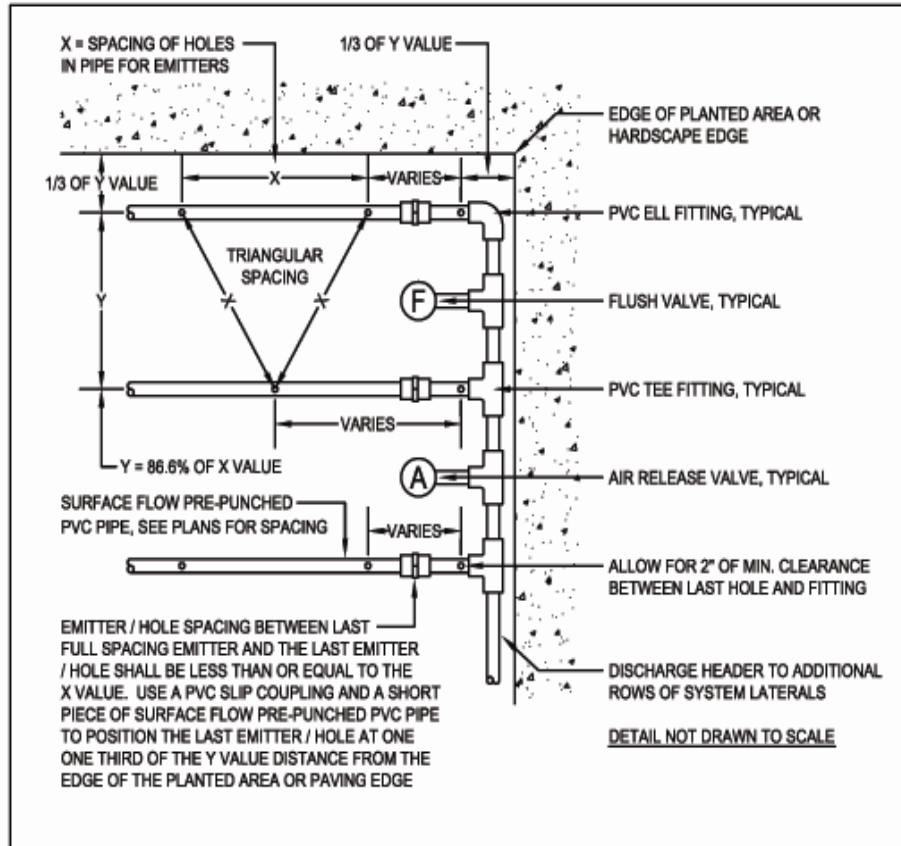 X = SPACING OF HOLES
IN PIPE FOR EMITTERS
1/3 OF Y VALUE
EDGE OF PLANTED AREA OR
HARDSCAPE EDGE
1/3 OF Y VALUE
X
VARIES
PVC ELL FITTING, TYPICAL
TRIANGULAR
SPACING
Y
X
X
F
FLUSH VALVE, TYPICAL
PVC TEE FITTING, TYPICAL
VARIES
Y = 86.6% OF X VALUE
A
AIR RELEASE VALVE, TYPICAL
SURFACE FLOW PRE-PUNCHED
PVC PIPE, SEE PLANS FOR SPACING
VARIES
ALLOW FOR 2" OF MIN. CLEARANCE
BETWEEN LAST HOLE AND FITTING
EMITTER / HOLE SPACING BETWEEN LAST
FULL SPACING EMITTER AND THE LAST EMITTER
/ HOLE SHALL BE LESS THAN OR EQUAL TO THE
X VALUE. USE A PVC SLIP COUPLING AND A SHORT
PIECE OF SURFACE FLOW PRE-PUNCHED PVC PIPE
TO POSITION THE LAST EMITTER / HOLE AT ONE
ONE THIRD OF THE Y VALUE DISTANCE FROM THE
EDGE OF THE PLANTED AREA OR PAVING EDGE
DISCHARGE HEADER TO ADDITIONAL
ROWS OF SYSTEM LATERALS
DETAIL NOT DRAWN TO SCALE